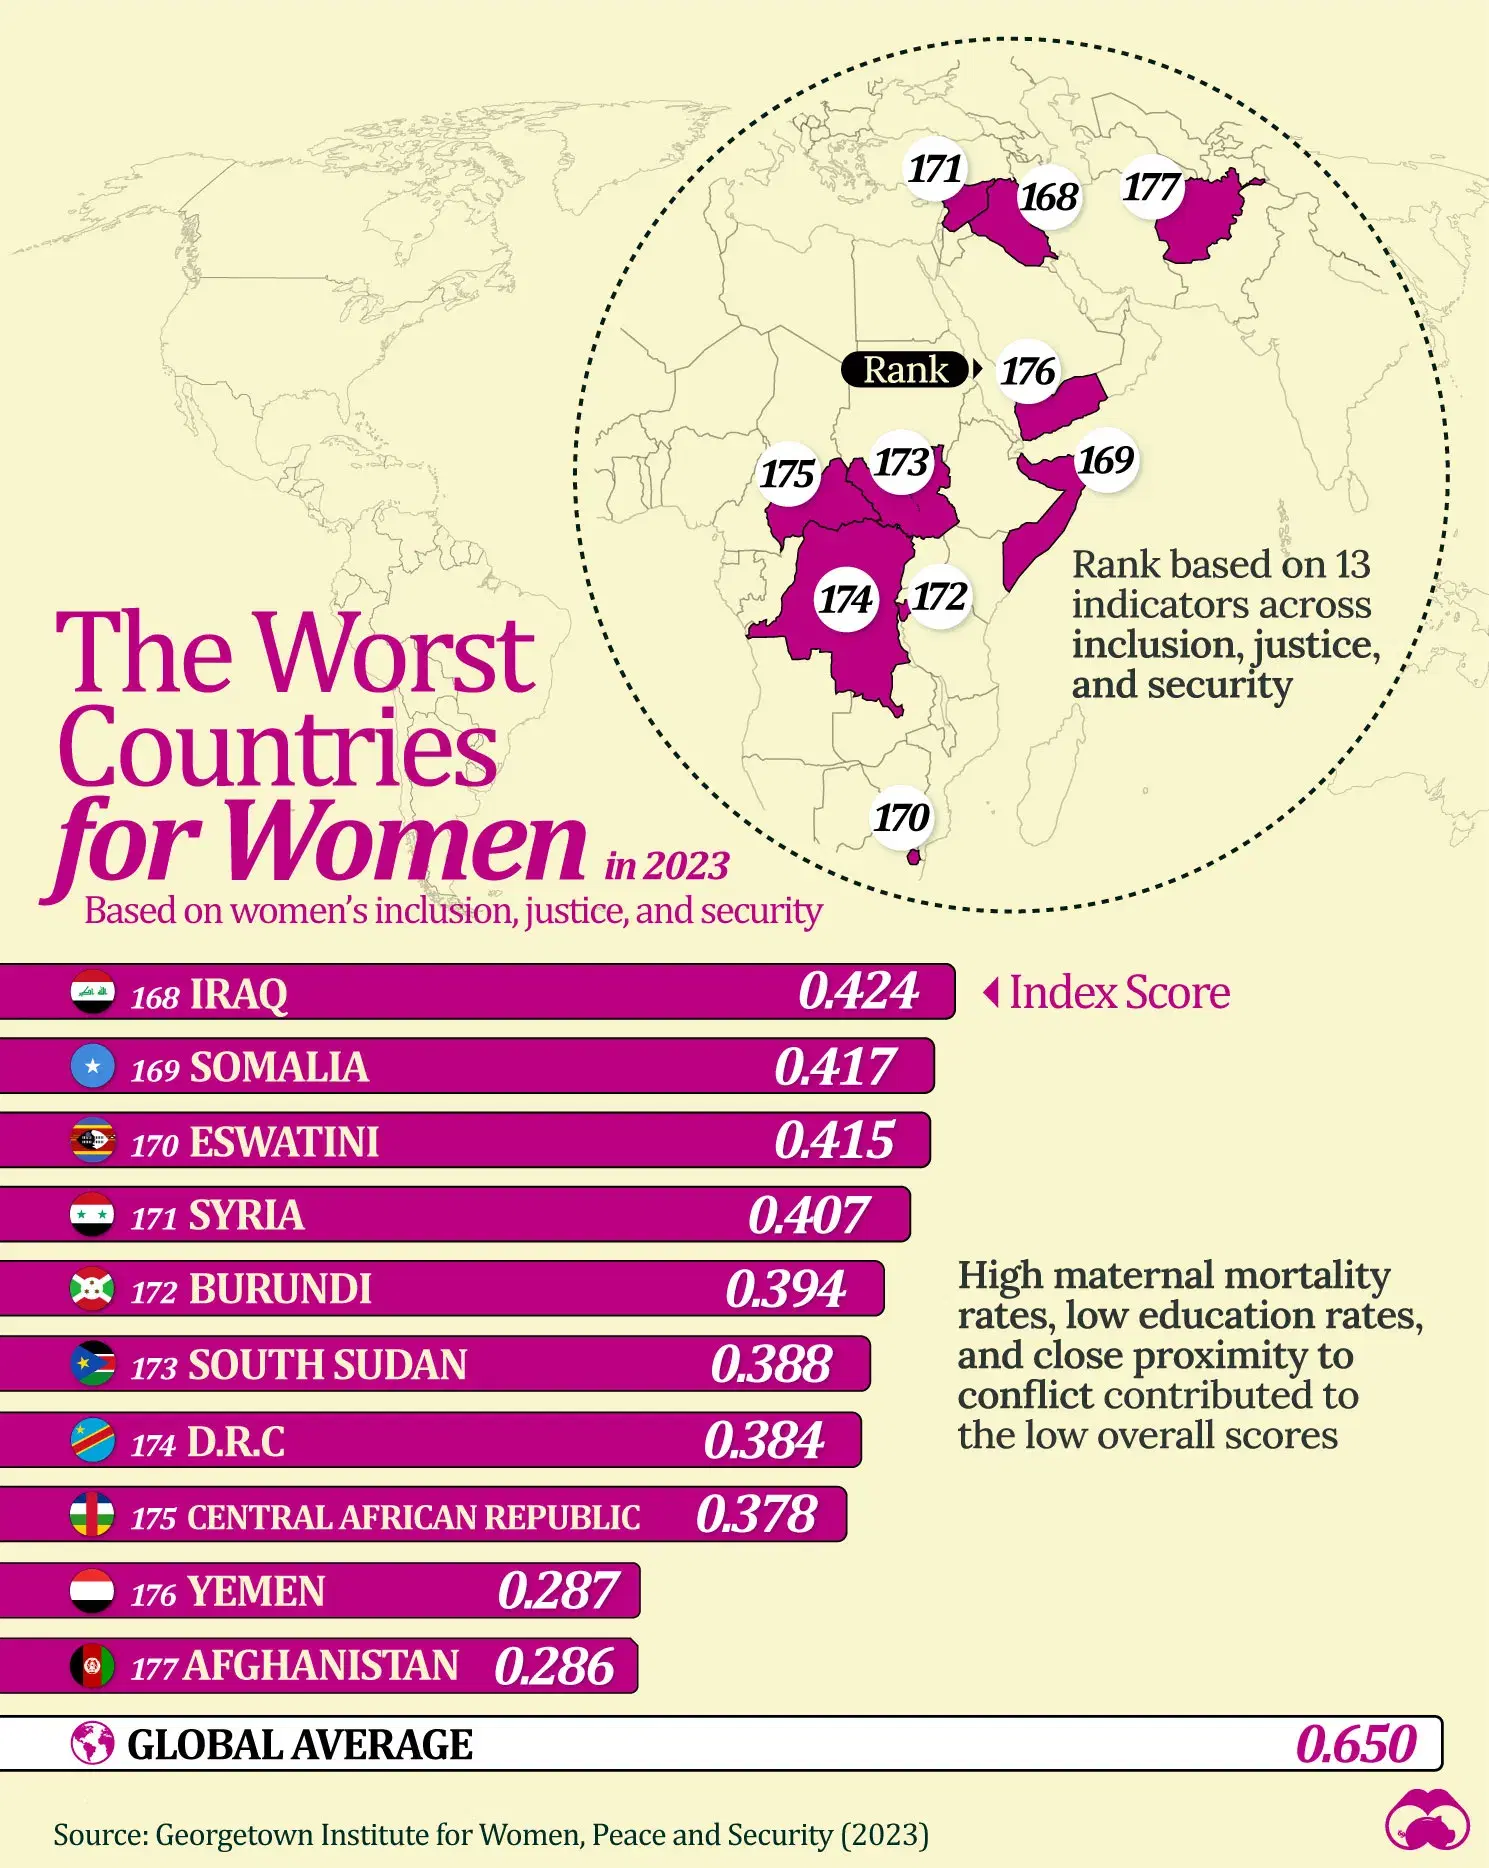 171
168
177
Rank
176
175
173
169
174
172
170
Rank based on 13
indicators across
inclusion, justice,
and security
The Worst
Countries
for Women in 2023
Based on women's inclusion, justice, and security
168 IRAQ 0.424
Index Score
169 SOMALIA 0.417
170 ESWATINI 0.415
171 SYRIA 0.407
172 BURUNDI 0.394
173 SOUTH SUDAN 0.388
174 D.R.C 0.384
175 CENTRAL AFRICAN REPUBLIC 0.378
176 YEMEN 0.287
177 AFGHANISTAN 0.286
High maternal mortality
rates, low education rates,
and close proximity to
conflict contributed to
the low overall scores
GLOBAL AVERAGE 0.650
Source: Georgetown Institute for Women, Peace and Security (2023)